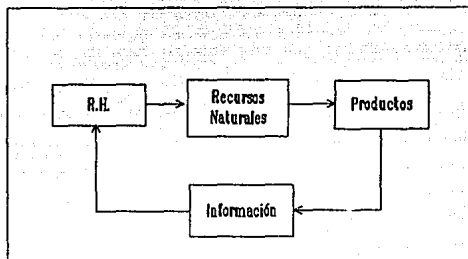 R.H.
Recursos
Naturales
Productos
Información